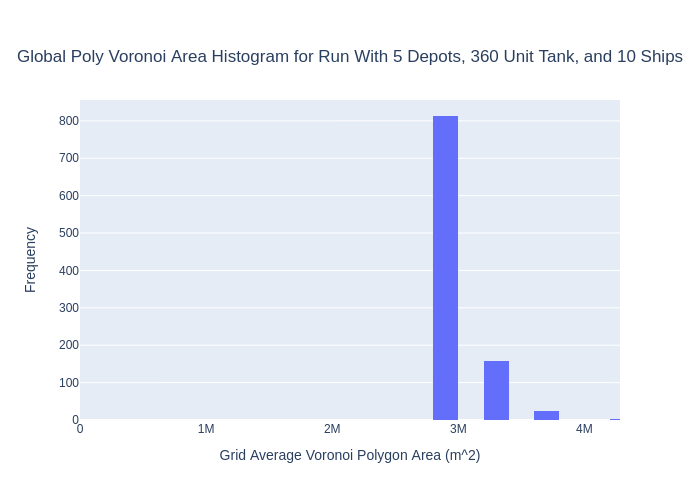 Global Poly Voronoi Area Histogram for Run With 5 Depots, 360 Unit Tank, and 10 Ships
800
700
600
500
400
300
200
100
0
Frequency
0 1M 2M 3M 4M
Grid Average Voronoi Polygon Area (m^2)